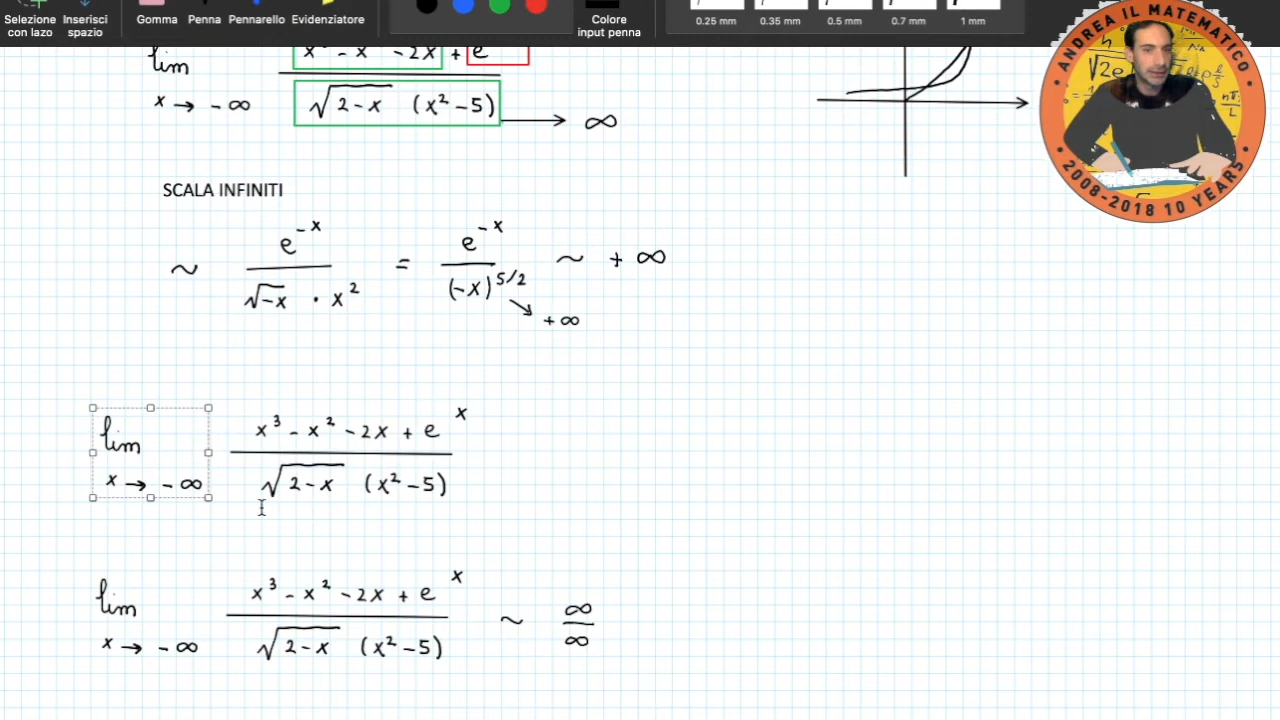 Selezione con lazo
Inserisci spazio
Gomma
Penna
Pennarello
Evidenziatore
Colore input penna
0.25 mm
0.35 mm
0.5 mm
0.7 mm
1 mm
ANDREA IL MATEMATICO
2008-2018 10 YEARS
x - x - 2x + e
lim
x → -∞
√2-x (x² - 5)
→ ∞
SCALA INFINITI
~ e^-x / √-x · x² = e^-x / (-x)^5/2 ~ +∞
→ +∞
lim x → -∞ x³ - x² - 2x + e^x / √2-x (x² - 5)
lim x → -∞ x³ - x² - 2x + e^x / √2-x (x² - 5) ~ ∞/∞